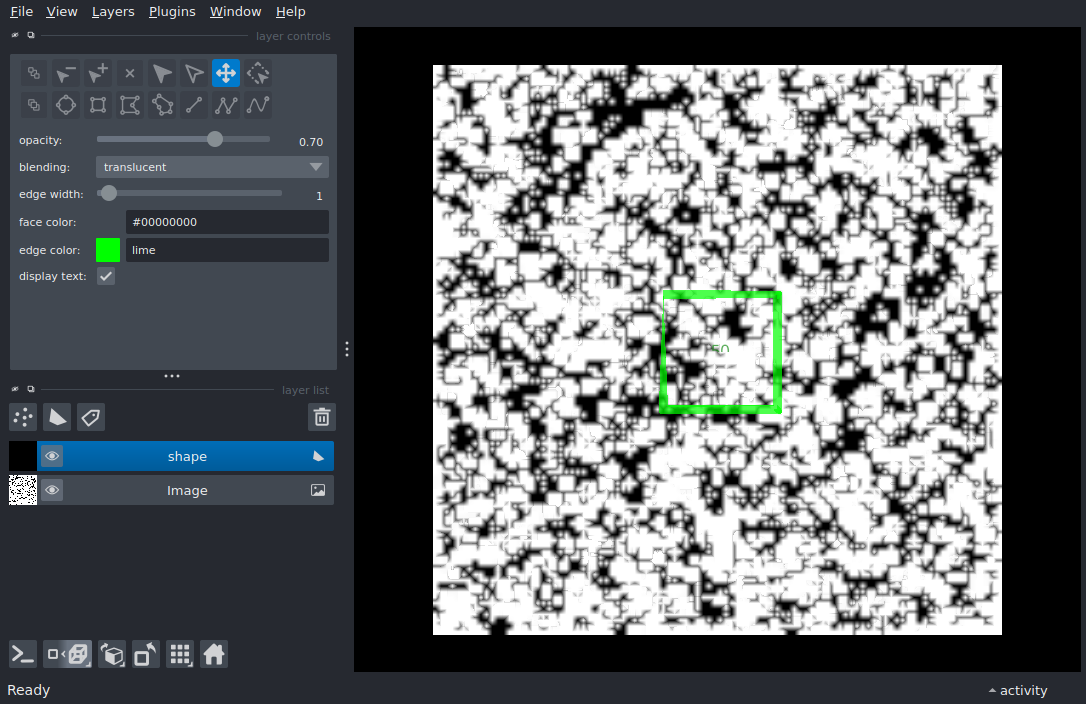 File View Layers Plugins Window Help
layer controls
opacity: 0.70
blending: translucent
edge width: 1
face color: #00000000
edge color: lime
display text:
layer list
shape
Image
Ready
activity